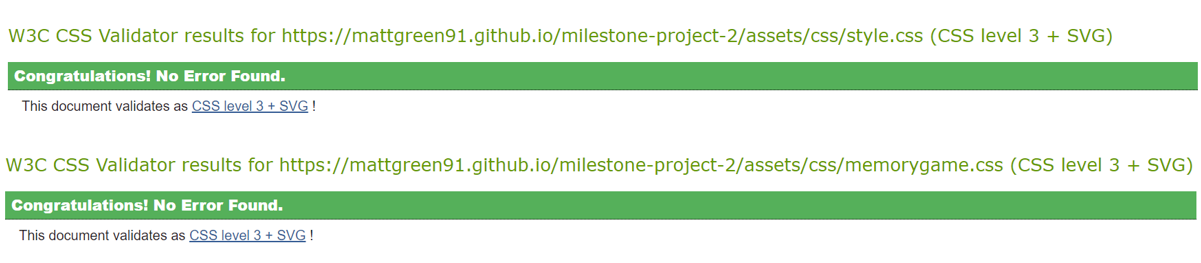 W3C CSS Validator results for https://mattgreen91.github.io/milestone-project-2/assets/css/style.css (CSS level 3 + SVG)
Congratulations! No Error Found.
This document validates as CSS level 3 + SVG !
W3C CSS Validator results for https://mattgreen91.github.io/milestone-project-2/assets/css/memorygame.css (CSS level 3 + SVG)
Congratulations! No Error Found.
This document validates as CSS level 3 + SVG !